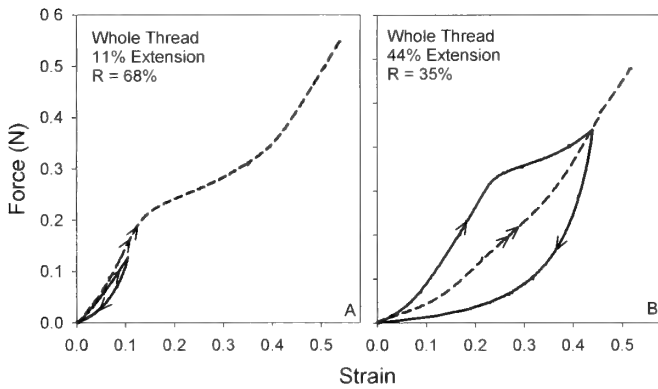 Whole Thread
11% Extension
R = 68%
Whole Thread
44% Extension
R = 35%
Force (N)
0.6
0.5
0.4
0.3
0.2
0.1
0.0
A
B
0.0 0.1 0.2 0.3 0.4 0.5
0.0 0.1 0.2 0.3 0.4 0.5
Strain